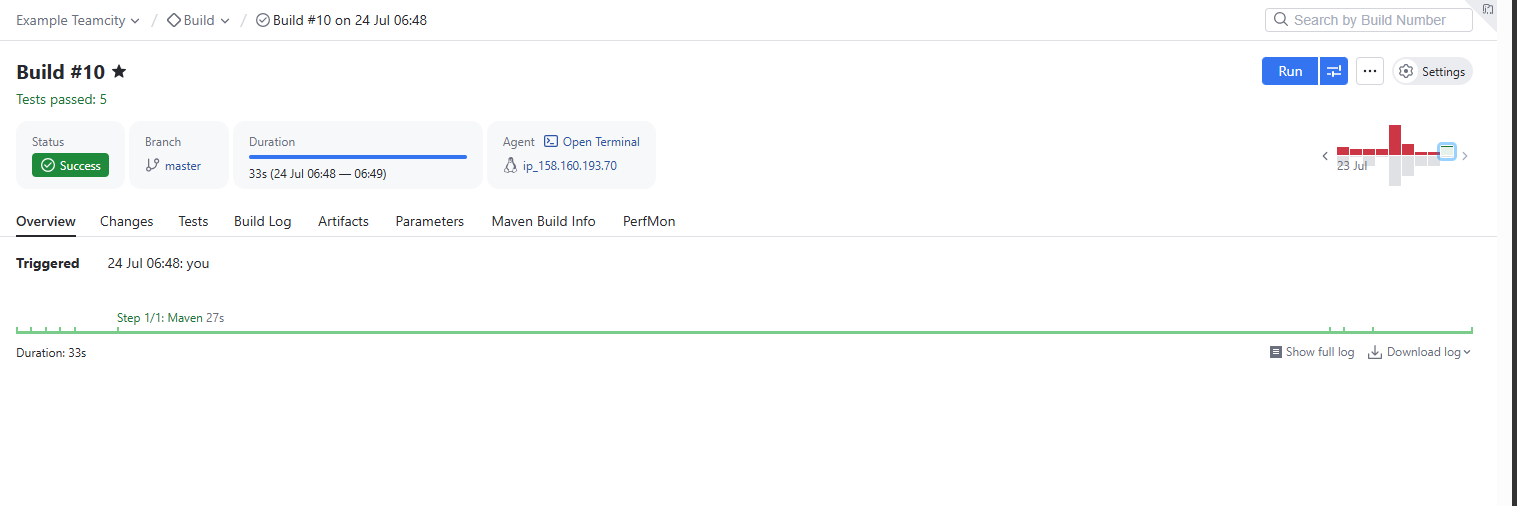 Example Teamcity / Build / Build #10 on 24 Jul 06:48 Search by Build Number
Build #10 Run Settings
Tests passed: 5
Status Branch Duration Agent Open Terminal
Success master 33s (24 Jul 06:48 — 06:49) ip_158.160.193.70
23 Jul
Overview Changes Tests Build Log Artifacts Parameters Maven Build Info PerfMon
Triggered 24 Jul 06:48: you
Step 1/1: Maven 27s
Duration: 33s Show full log Download log